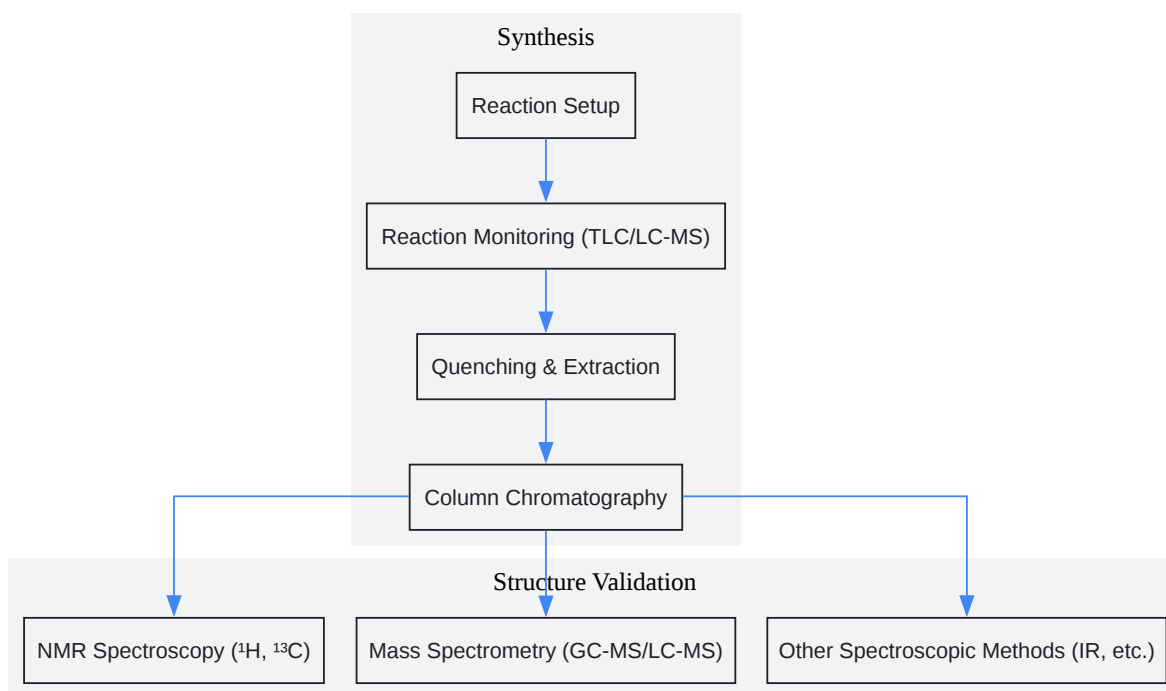 Synthesis
Reaction Setup
Reaction Monitoring (TLC/LC-MS)
Quenching & Extraction
Column Chromatography
Structure Validation
NMR Spectroscopy (¹H, ¹³C)
Mass Spectrometry (GC-MS/LC-MS)
Other Spectroscopic Methods (IR, etc.)